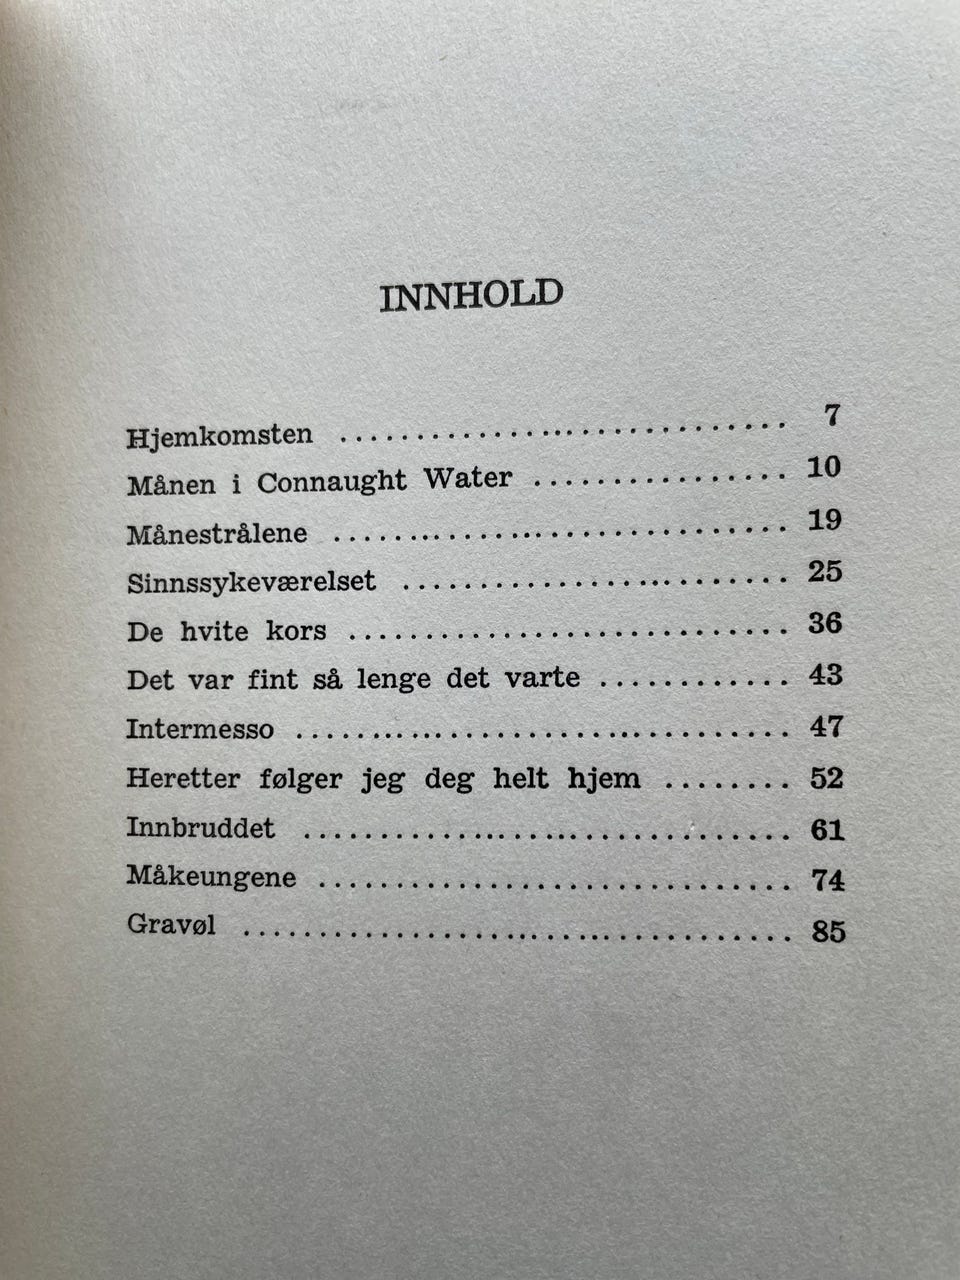 INNHOLD
Hjemkomsten .............................. 7
Månen i Connaught Water ................. 10
Månestrålene .............................. 19
Sinnssykeværelset .......................... 25
De hvite kors ............................. 36
Det var fint så lenge det varte ............ 43
Intermesso ................................ 47
Heretter følger jeg deg helt hjem ........ 52
Innbruddet ................................ 61
Måkeungene .............................. 74
Gravøl .................................... 85